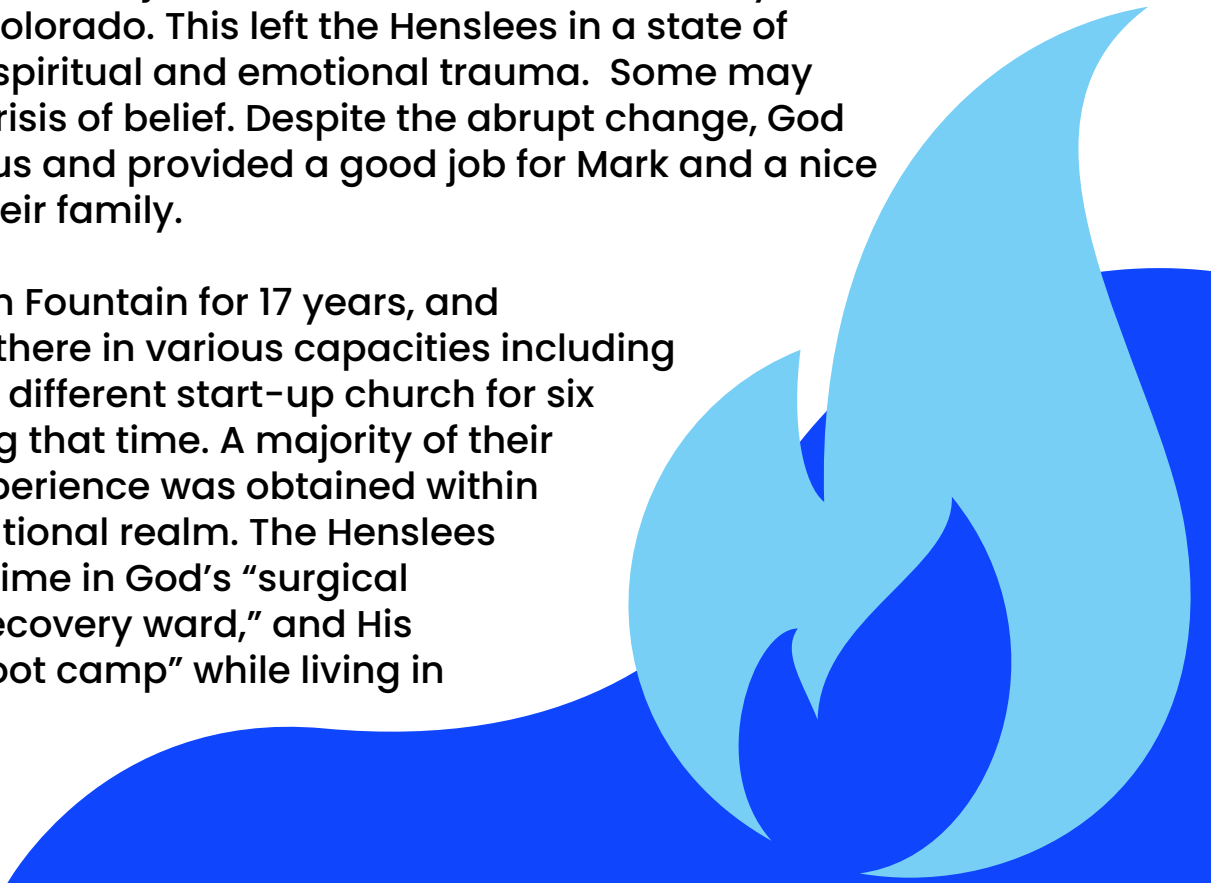 olorado. This left the Henslees in a state of
spiritual and emotional trauma.  Some may
risis of belief. Despite the abrupt change, God
us and provided a good job for Mark and a nice
eir family.
n Fountain for 17 years, and
there in various capacities including
different start-up church for six
g that time. A majority of their
perience was obtained within
tional realm. The Henslees
ime in God’s “surgical
ecovery ward,” and His
oot camp” while living in